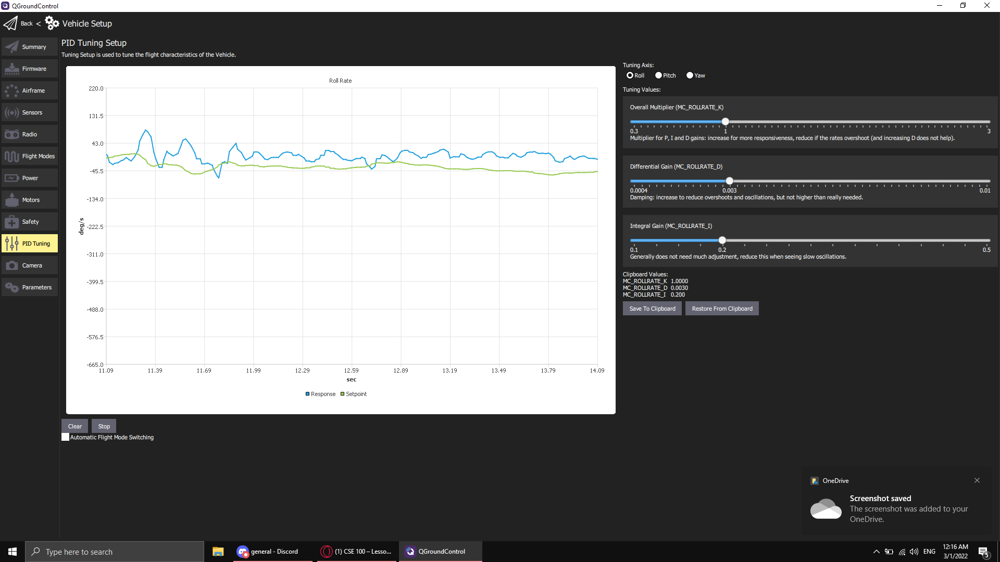 QGroundControl
Back < Vehicle Setup
Summary
Firmware
Airframe
Sensors
Radio
Flight Modes
Power
Motors
Safety
PID Tuning
Camera
Parameters
PID Tuning Setup
Tuning Setup is used to tune the flight characteristics of the Vehicle.
Roll Rate
220.0
131.5
43.0
-45.5
-134.0
-222.5
-311.0
-399.5
-488.0
-576.5
-665.0
deg/s
11.09 11.39 11.69 11.99 12.29 12.59 12.89 13.19 13.49 13.79 14.09
sec
Response Setpoint
Clear Stop
Automatic Flight Mode Switching
Tuning Axis:
Roll Pitch Yaw
Tuning Values:
Overall Multiplier (MC_ROLLRATE_K)
0.3 1 3
Multiplier for P, I and D gains: increase for more responsiveness, reduce if the rates overshoot (and increasing D does not help).
Differential Gain (MC_ROLLRATE_D)
0.0004 0.003 0.01
Damping: increase to reduce overshoots and oscillations, but not higher than really needed.
Integral Gain (MC_ROLLRATE_I)
0.1 0.2 0.5
Generally does not need much adjustment, reduce this when seeing slow oscillations.
Clipboard Values:
MC_ROLLRATE_K 1.0000
MC_ROLLRATE_D 0.0030
MC_ROLLRATE_I 0.200
Save To Clipboard Restore From Clipboard
OneDrive
Screenshot saved
The screenshot was added to your
OneDrive.
Type here to search
general - Discord
(1) CSE 100 – Lesso...
QGroundControl
ENG
12:16 AM
3/1/2022
5